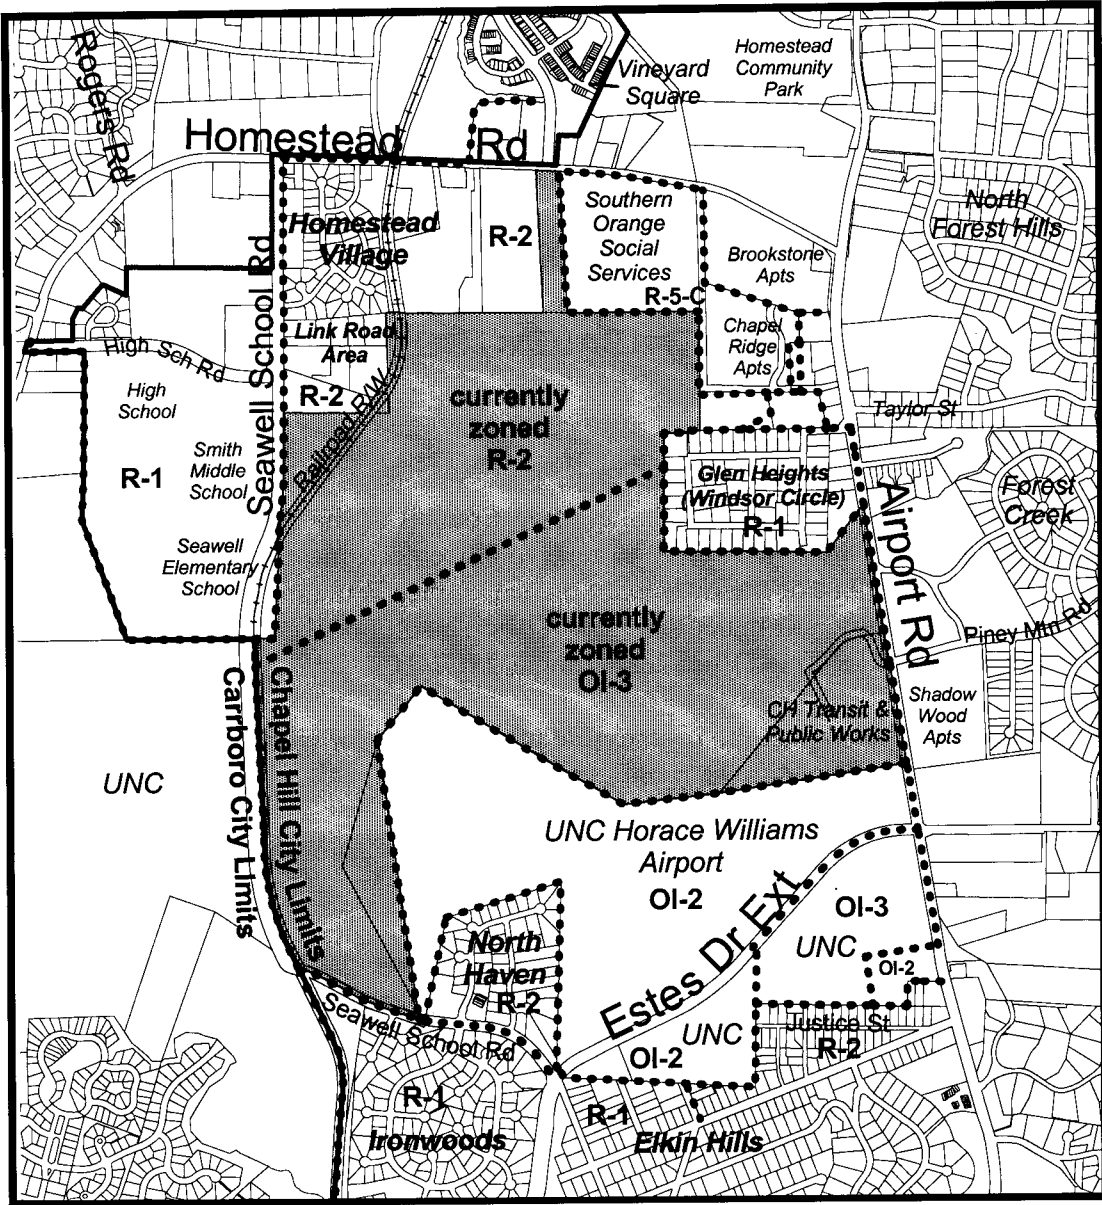 Rogers Rd
Homestead Rd
Vineyard
Square
Homestead
Community
Park
North
Forest Hills
Homestead
Village
R-2
Southern
Orange
Social
Services
R-5-C
Brookstone
Apts
Chapel
Ridge
Apts
Seawell School Rd
Link Road
Area
R-2
Railroad R/W
High Sch Rd
High
School
R-1
Smith
Middle
School
Seawell
Elementary
School
currently
zoned
R-2
Taylor St
Glen Heights
(Windsor Circle)
R-1
Airport Rd
Forest
Creek
Piney Mtn Rd
currently
zoned
OI-3
CH Transit &
Public Works
Shadow
Wood
Apts
UNC
Carrboro City Limits
Chapel Hill City Limits
UNC Horace Williams
Airport
OI-2
Estes Dr Ext
OI-3
UNC
OI-2
North
Haven
R-2
Seawell School Rd
UNC
OI-2
Justice St
R-2
R-1
Ironwoods
R-1
Elkin Hills